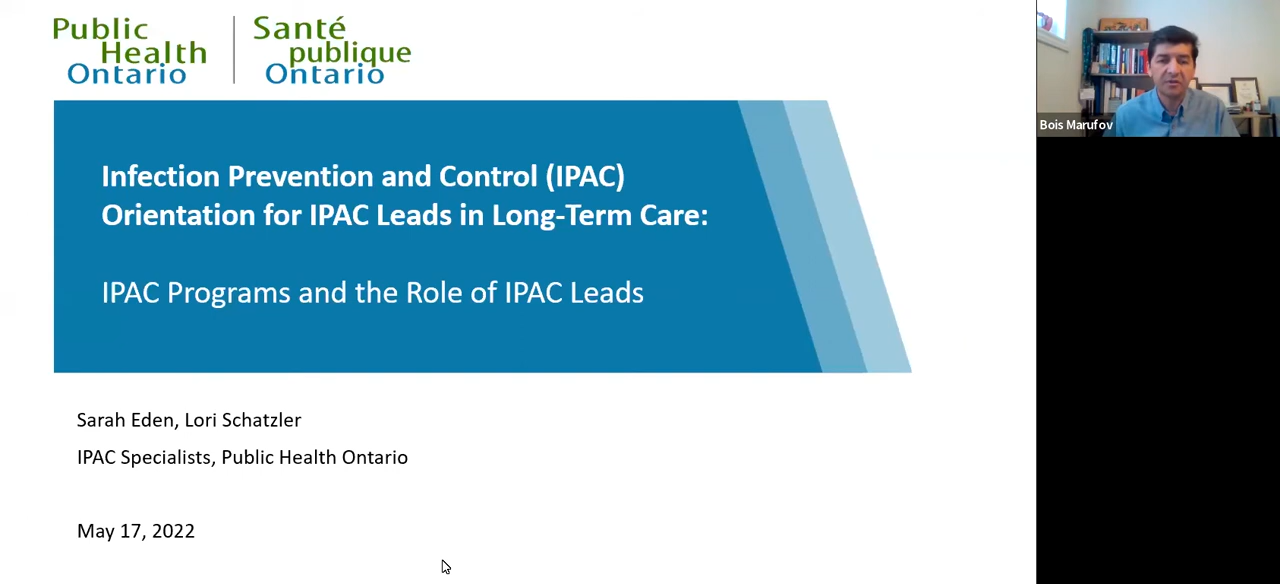 Public Health Ontario
Santé publique Ontario
Infection Prevention and Control (IPAC)
Orientation for IPAC Leads in Long-Term Care:
IPAC Programs and the Role of IPAC Leads
Sarah Eden, Lori Schatzler
IPAC Specialists, Public Health Ontario
May 17, 2022
Bois Marufov